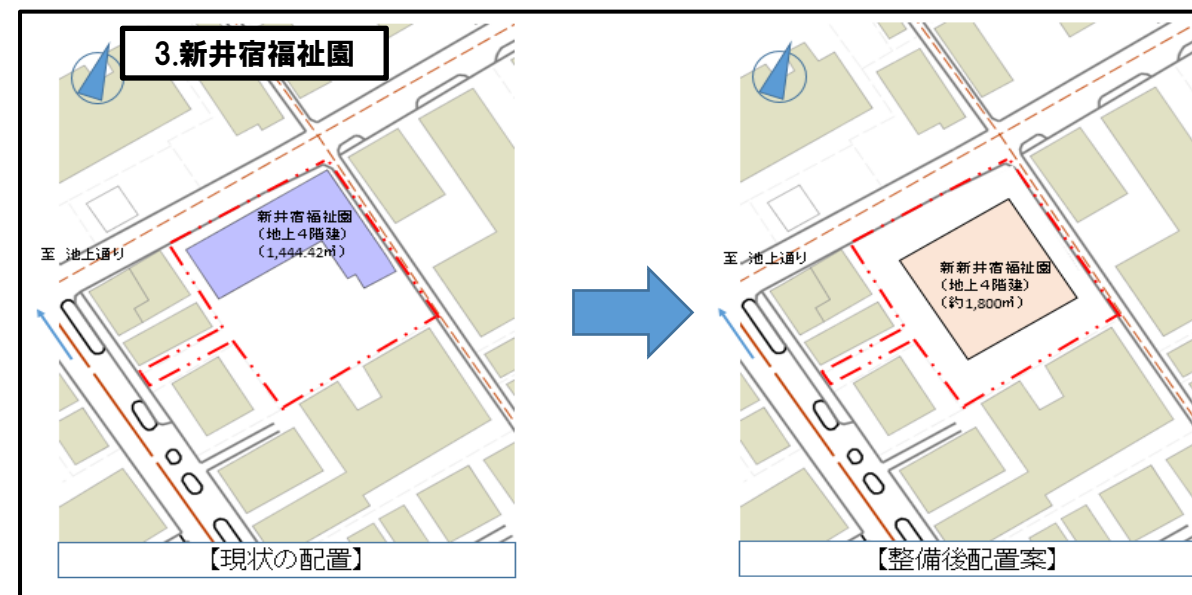 3.新井宿福祉園
新井宿福祉園
(地上4階建)
(1,444.42㎡)
至 池上通り
【現状の配置】
至 池上通り
新新井宿福祉園
(地上4階建)
(約1,800㎡)
【整備後配置案】